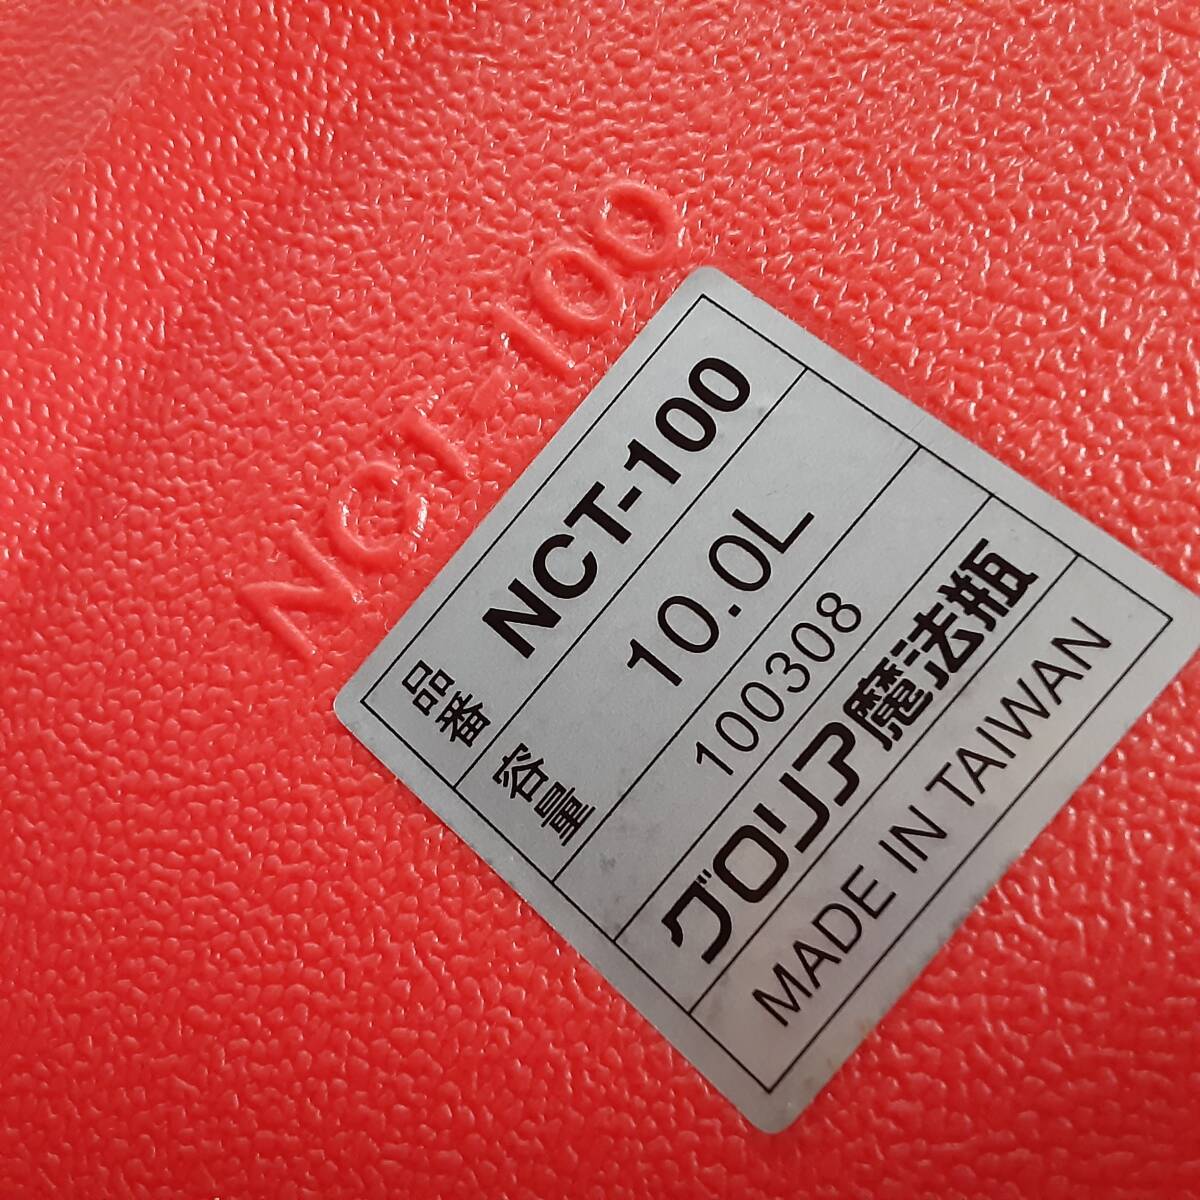 NCT-100
品番 NCT-100
容量 10.0L
100308
グロリア魔法瓶
MADE IN TAIWAN